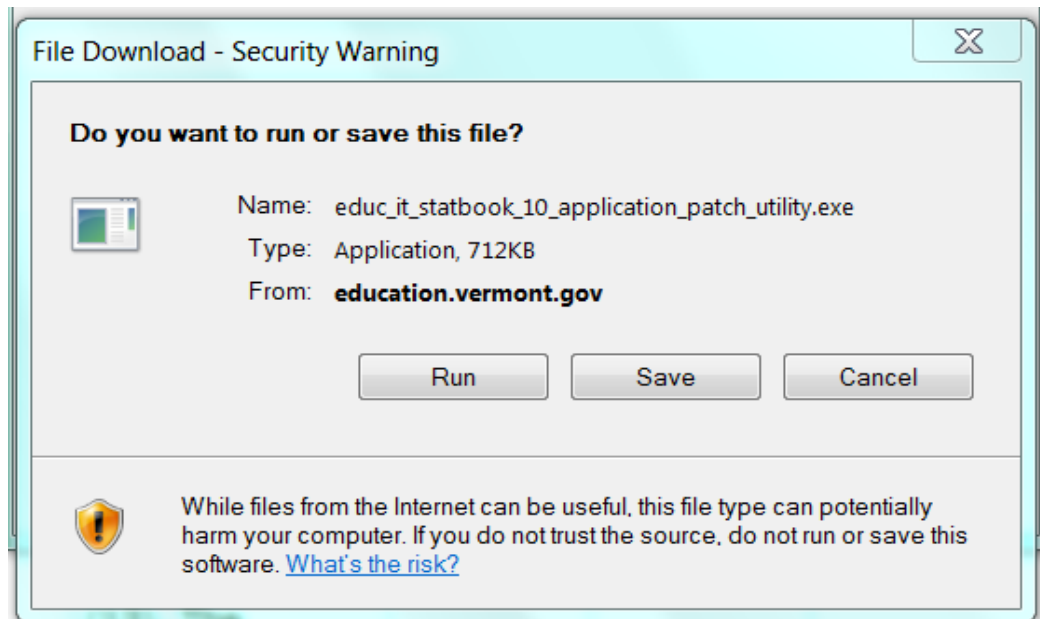 File Download - Security Warning
Do you want to run or save this file?
Name: educ_it_statbook_10_application_patch_utility.exe
Type: Application, 712KB
From: education.vermont.gov
Run Save Cancel
While files from the Internet can be useful, this file type can potentially
harm your computer. If you do not trust the source, do not run or save this
software. What's the risk?